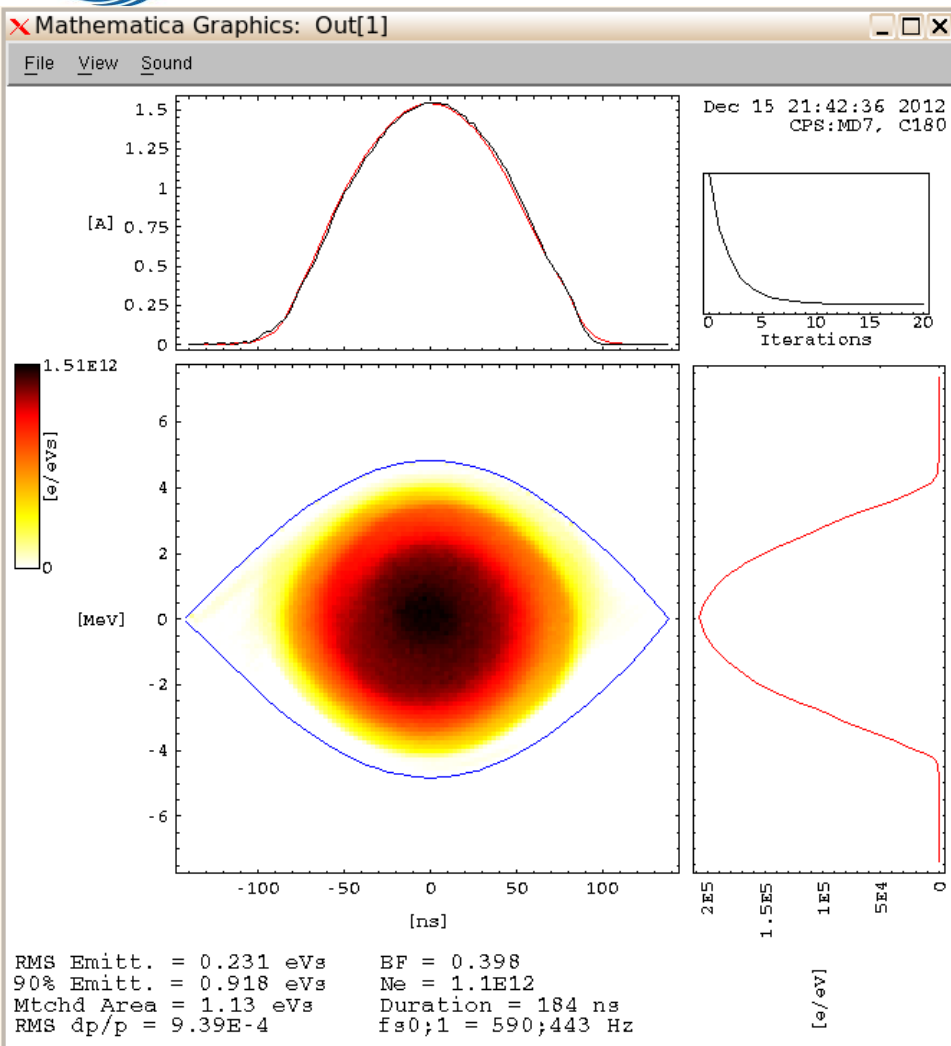 Mathematica Graphics: Out[1]
File View Sound
Dec 15 21:42:36 2012
CPS:MD7, C180
1.5
1.25
1
[A] 0.75
0.5
0.25
0
0 5 10 15 20
Iterations
1.51E12
[e/eVs]
0
6
4
2
[MeV] 0
-2
-4
-6
-100 -50 0 50 100
[ns]
2E5 1.5E5 1E5 5E4 0
[e/eV]
RMS Emitt. = 0.231 eVs BF = 0.398
90% Emitt. = 0.918 eVs Ne = 1.1E12
Mtchd Area = 1.13 eVs Duration = 184 ns
RMS dp/p = 9.39E-4 fs0;1 = 590;443 Hz